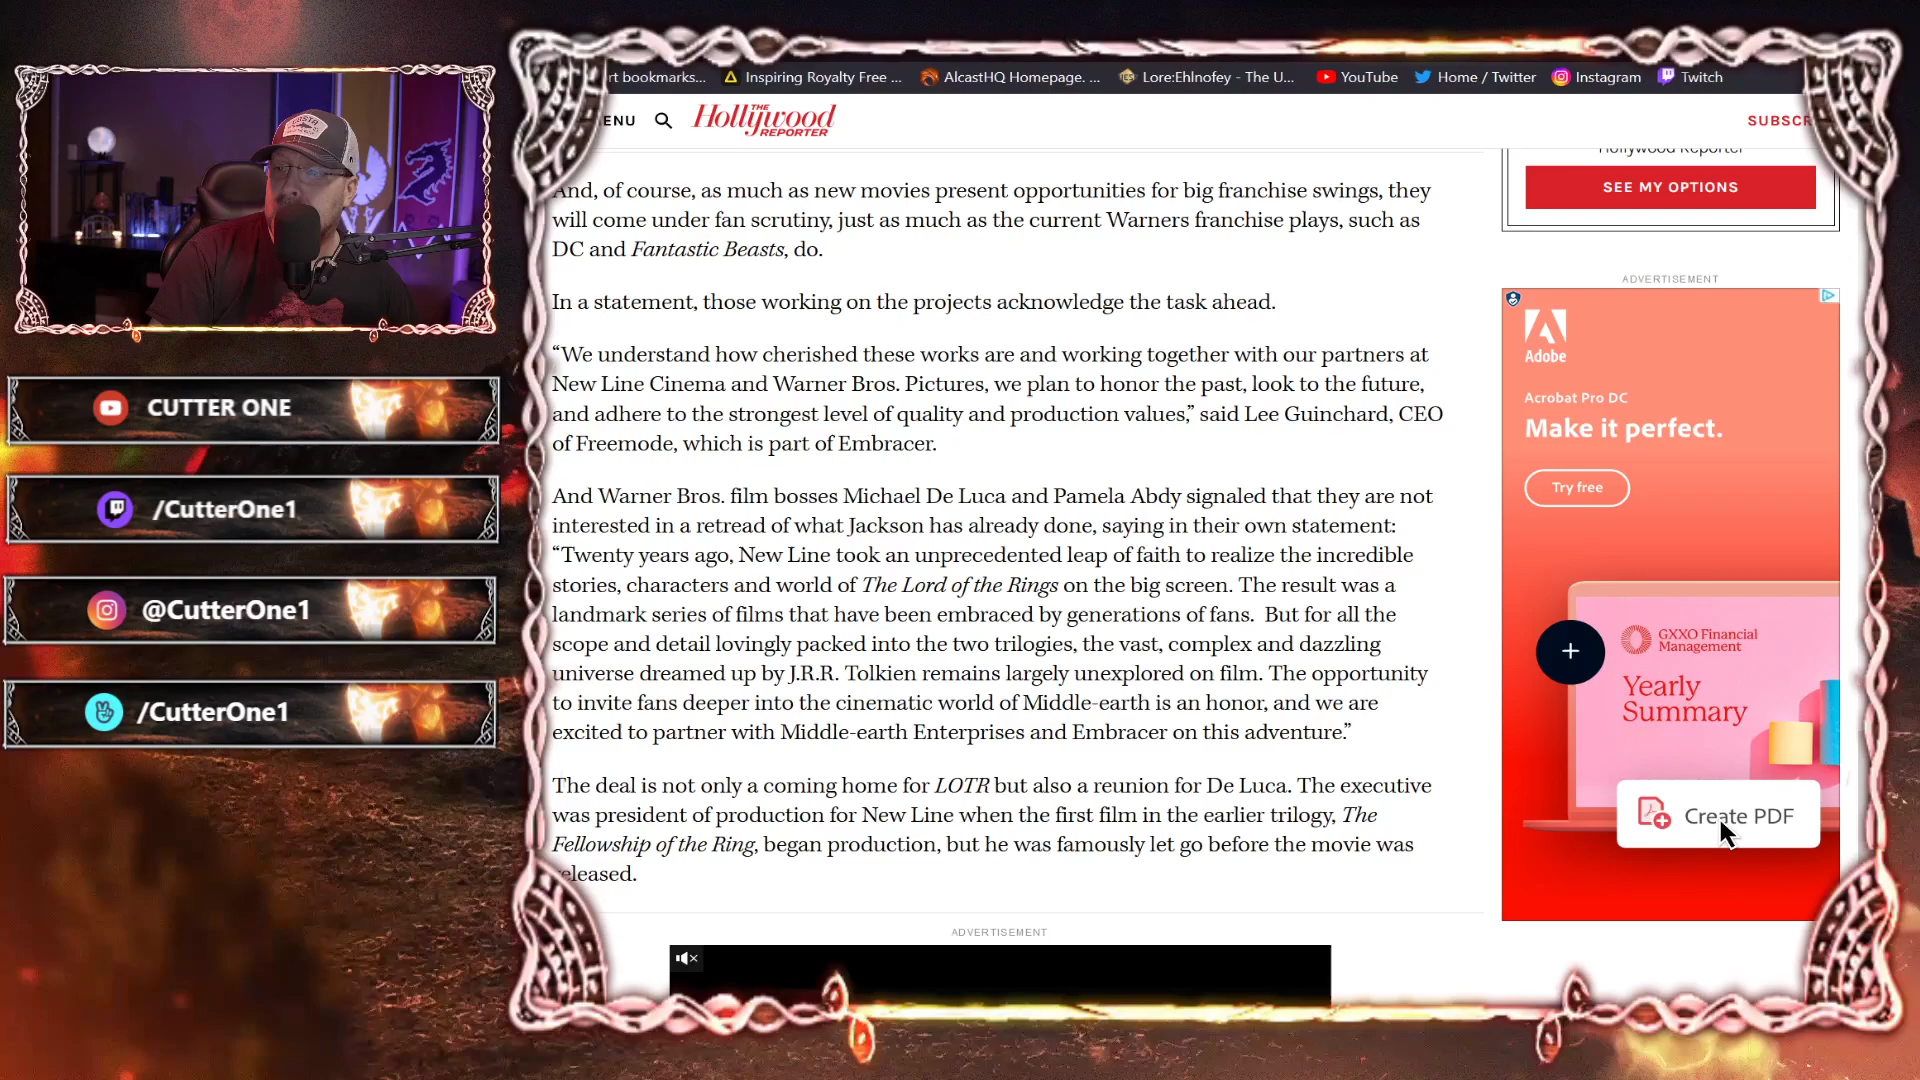 COSTA
CUTTER ONE
/CutterOne1
@CutterOne1
/CutterOne1
rt bookmarks...
Inspiring Royalty Free ...
AlcastHQ Homepage. ...
Lore:Ehlnofey - The U...
YouTube
Home / Twitter
Instagram
Twitch
ENU
THE
Hollywood
REPORTER
SUBSCR
And, of course, as much as new movies present opportunities for big franchise swings, they
will come under fan scrutiny, just as much as the current Warners franchise plays, such as
DC and Fantastic Beasts, do.
In a statement, those working on the projects acknowledge the task ahead.
“We understand how cherished these works are and working together with our partners at
New Line Cinema and Warner Bros. Pictures, we plan to honor the past, look to the future,
and adhere to the strongest level of quality and production values,” said Lee Guinchard, CEO
of Freemode, which is part of Embracer.
And Warner Bros. film bosses Michael De Luca and Pamela Abdy signaled that they are not
interested in a retread of what Jackson has already done, saying in their own statement:
“Twenty years ago, New Line took an unprecedented leap of faith to realize the incredible
stories, characters and world of The Lord of the Rings on the big screen. The result was a
landmark series of films that have been embraced by generations of fans.  But for all the
scope and detail lovingly packed into the two trilogies, the vast, complex and dazzling
universe dreamed up by J.R.R. Tolkien remains largely unexplored on film. The opportunity
to invite fans deeper into the cinematic world of Middle-earth is an honor, and we are
excited to partner with Middle-earth Enterprises and Embracer on this adventure.”
The deal is not only a coming home for LOTR but also a reunion for De Luca. The executive
was president of production for New Line when the first film in the earlier trilogy, The
Fellowship of the Ring, began production, but he was famously let go before the movie was
released.
ADVERTISEMENT
Hollywood Reporter
SEE MY OPTIONS
ADVERTISEMENT
Adobe
Acrobat Pro DC
Make it perfect.
Try free
GXXO Financial
Management
Yearly
Summary
Create PDF